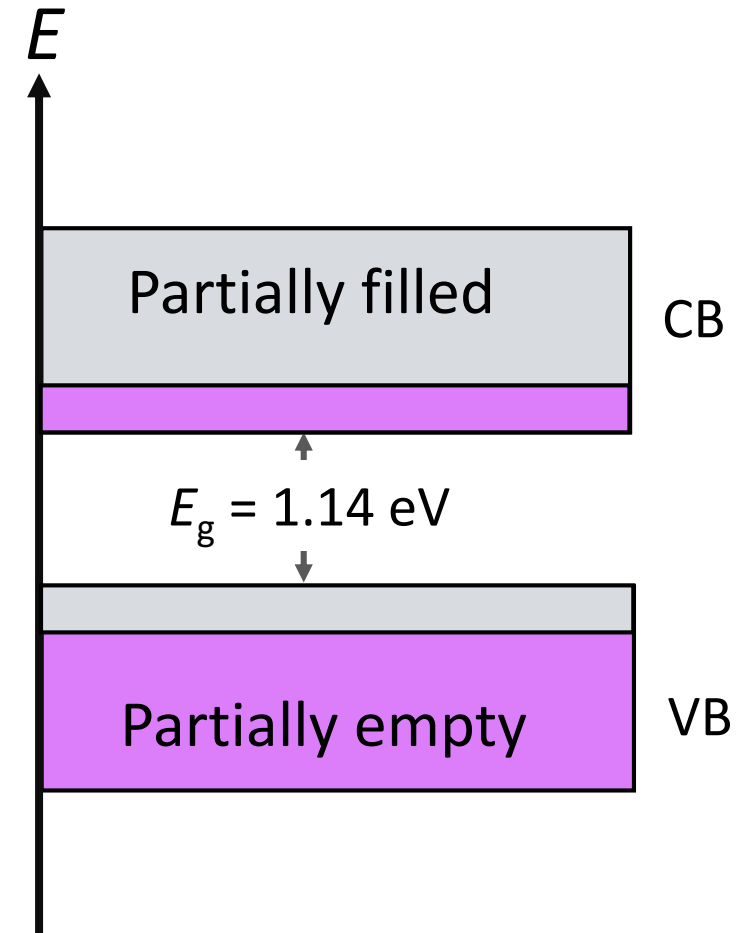 E
Partially filled
CB
Eg = 1.14 eV
Partially empty
VB